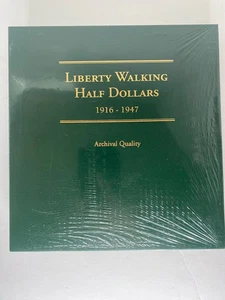 LIBERTY WALKING
HALF DOLLARS
1916 - 1947
Archival Quality